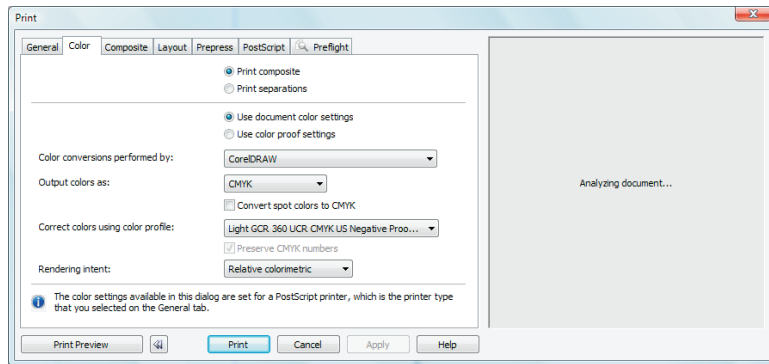 Print
General Color Composite Layout Prepress PostScript Preflight
Print composite
Print separations
Use document color settings
Use color proof settings
Color conversions performed by: CorelDRAW
Output colors as: CMYK
Convert spot colors to CMYK
Correct colors using color profile: Light GCR 360 UCR CMYK US Negative Proo...
Preserve CMYK numbers
Rendering intent: Relative colorimetric
The color settings available in this dialog are set for a PostScript printer, which is the printer type
that you selected on the General tab.
Analyzing document...
Print Preview Print Cancel Apply Help